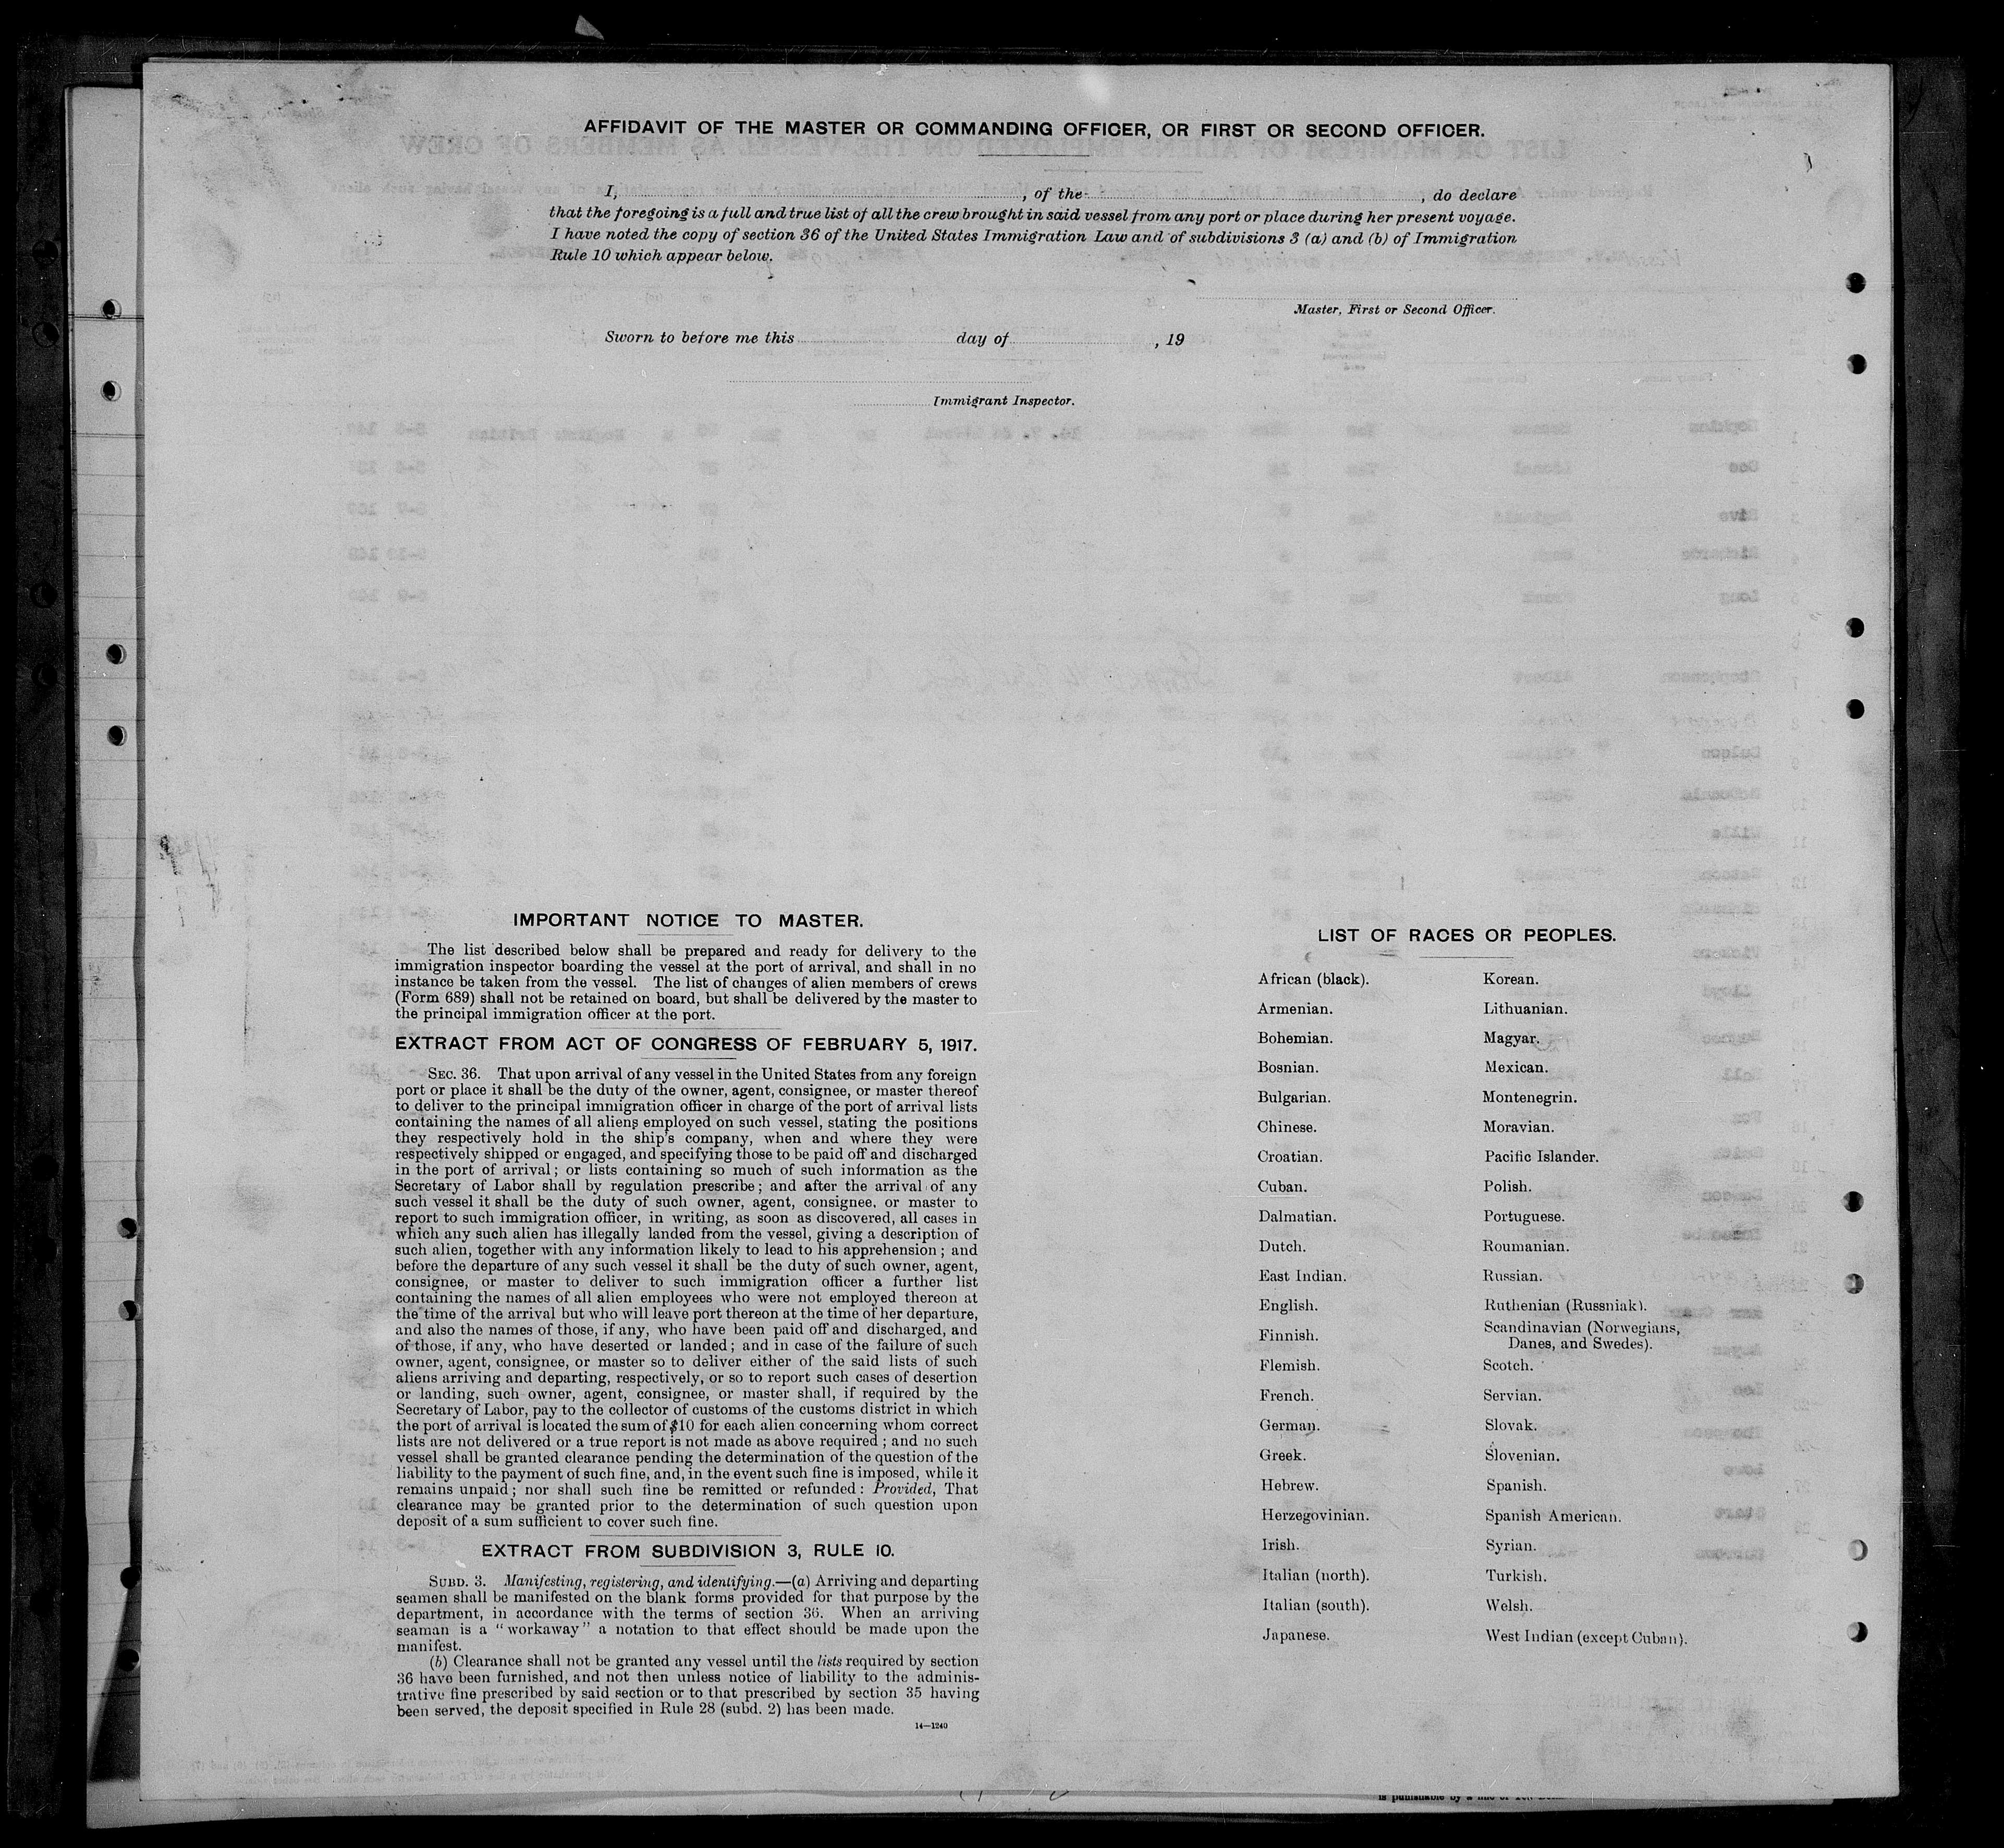 AFFIDAVIT OF THE MASTER OR COMMANDING OFFICER, OR FIRST OR SECOND OFFICER.
I, , of the , do declare
that the foregoing is a full and true list of all the crew brought in said vessel from any port or place during her present voyage.
I have noted the copy of section 36 of the United States Immigration Law and of subdivisions 3 (a) and (b) of Immigration
Rule 10 which appear below.
Master, First or Second Officer.
Sworn to before me this day of , 19
Immigrant Inspector.
IMPORTANT NOTICE TO MASTER.
The list described below shall be prepared and ready for delivery to the
immigration inspector boarding the vessel at the port of arrival, and shall in no
instance be taken from the vessel. The list of changes of alien members of crews
(Form 689) shall not be retained on board, but shall be delivered by the master to
the principal immigration officer at the port.
EXTRACT FROM ACT OF CONGRESS OF FEBRUARY 5, 1917.
SEC. 36. That upon arrival of any vessel in the United States from any foreign
port or place it shall be the duty of the owner, agent, consignee, or master thereof
to deliver to the principal immigration officer in charge of the port of arrival lists
containing the names of all aliens employed on such vessel, stating the positions
they respectively hold in the ship's company, when and where they were
respectively shipped or engaged, and specifying those to be paid off and discharged
in the port of arrival; or lists containing so much of such information as the
Secretary of Labor shall by regulation prescribe; and after the arrival of any
such vessel it shall be the duty of such owner, agent, consignee, or master to
report to such immigration officer, in writing, as soon as discovered, all cases in
which any such alien has illegally landed from the vessel, giving a description of
such alien, together with any information likely to lead to his apprehension; and
before the departure of any such vessel it shall be the duty of such owner, agent,
consignee, or master to deliver to such immigration officer a further list
containing the names of all alien employees who were not employed thereon at
the time of the arrival but who will leave port thereon at the time of her departure,
and also the names of those, if any, who have been paid off and discharged, and
of those, if any, who have deserted or landed; and in case of the failure of such
owner, agent, consignee, or master so to deliver either of the said lists of such
aliens arriving and departing, respectively, or so to report such cases of desertion
or landing, such owner, agent, consignee, or master shall, if required by the
Secretary of Labor, pay to the collector of customs of the customs district in which
the port of arrival is located the sum of $10 for each alien concerning whom correct
lists are not delivered or a true report is not made as above required; and no such
vessel shall be granted clearance pending the determination of the question of the
liability to the payment of such fine, and, in the event such fine is imposed, while it
remains unpaid; nor shall such fine be remitted or refunded: Provided, That
clearance may be granted prior to the determination of such question upon
deposit of a sum sufficient to cover such fine.
EXTRACT FROM SUBDIVISION 3, RULE 10.
SUBD. 3. Manifesting, registering, and identifying.—(a) Arriving and departing
seamen shall be manifested on the blank forms provided for that purpose by the
department, in accordance with the terms of section 36. When an arriving
seaman is a "workaway" a notation to that effect should be made upon the
manifest.
(b) Clearance shall not be granted any vessel until the lists required by section
36 have been furnished, and not then unless notice of liability to the adminis-
trative fine prescribed by said section or to that prescribed by section 35 having
been served, the deposit specified in Rule 28 (subd. 2) has been made.
14—1240
LIST OF RACES OR PEOPLES.
African (black).
Armenian.
Bohemian.
Bosnian.
Bulgarian.
Chinese.
Croatian.
Cuban.
Dalmatian.
Dutch.
East Indian.
English.
Finnish.
Flemish.
French.
German.
Greek.
Hebrew.
Herzegovinian.
Irish.
Italian (north).
Italian (south).
Japanese.
Korean.
Lithuanian.
Magyar.
Mexican.
Montenegrin.
Moravian.
Pacific Islander.
Polish.
Portuguese.
Roumanian.
Russian.
Ruthenian (Russniak).
Scandinavian (Norwegians,
Danes, and Swedes).
Scotch.
Servian.
Slovak.
Slovenian.
Spanish.
Spanish American.
Syrian.
Turkish.
Welsh.
West Indian (except Cuban).
is punishable by a fine of